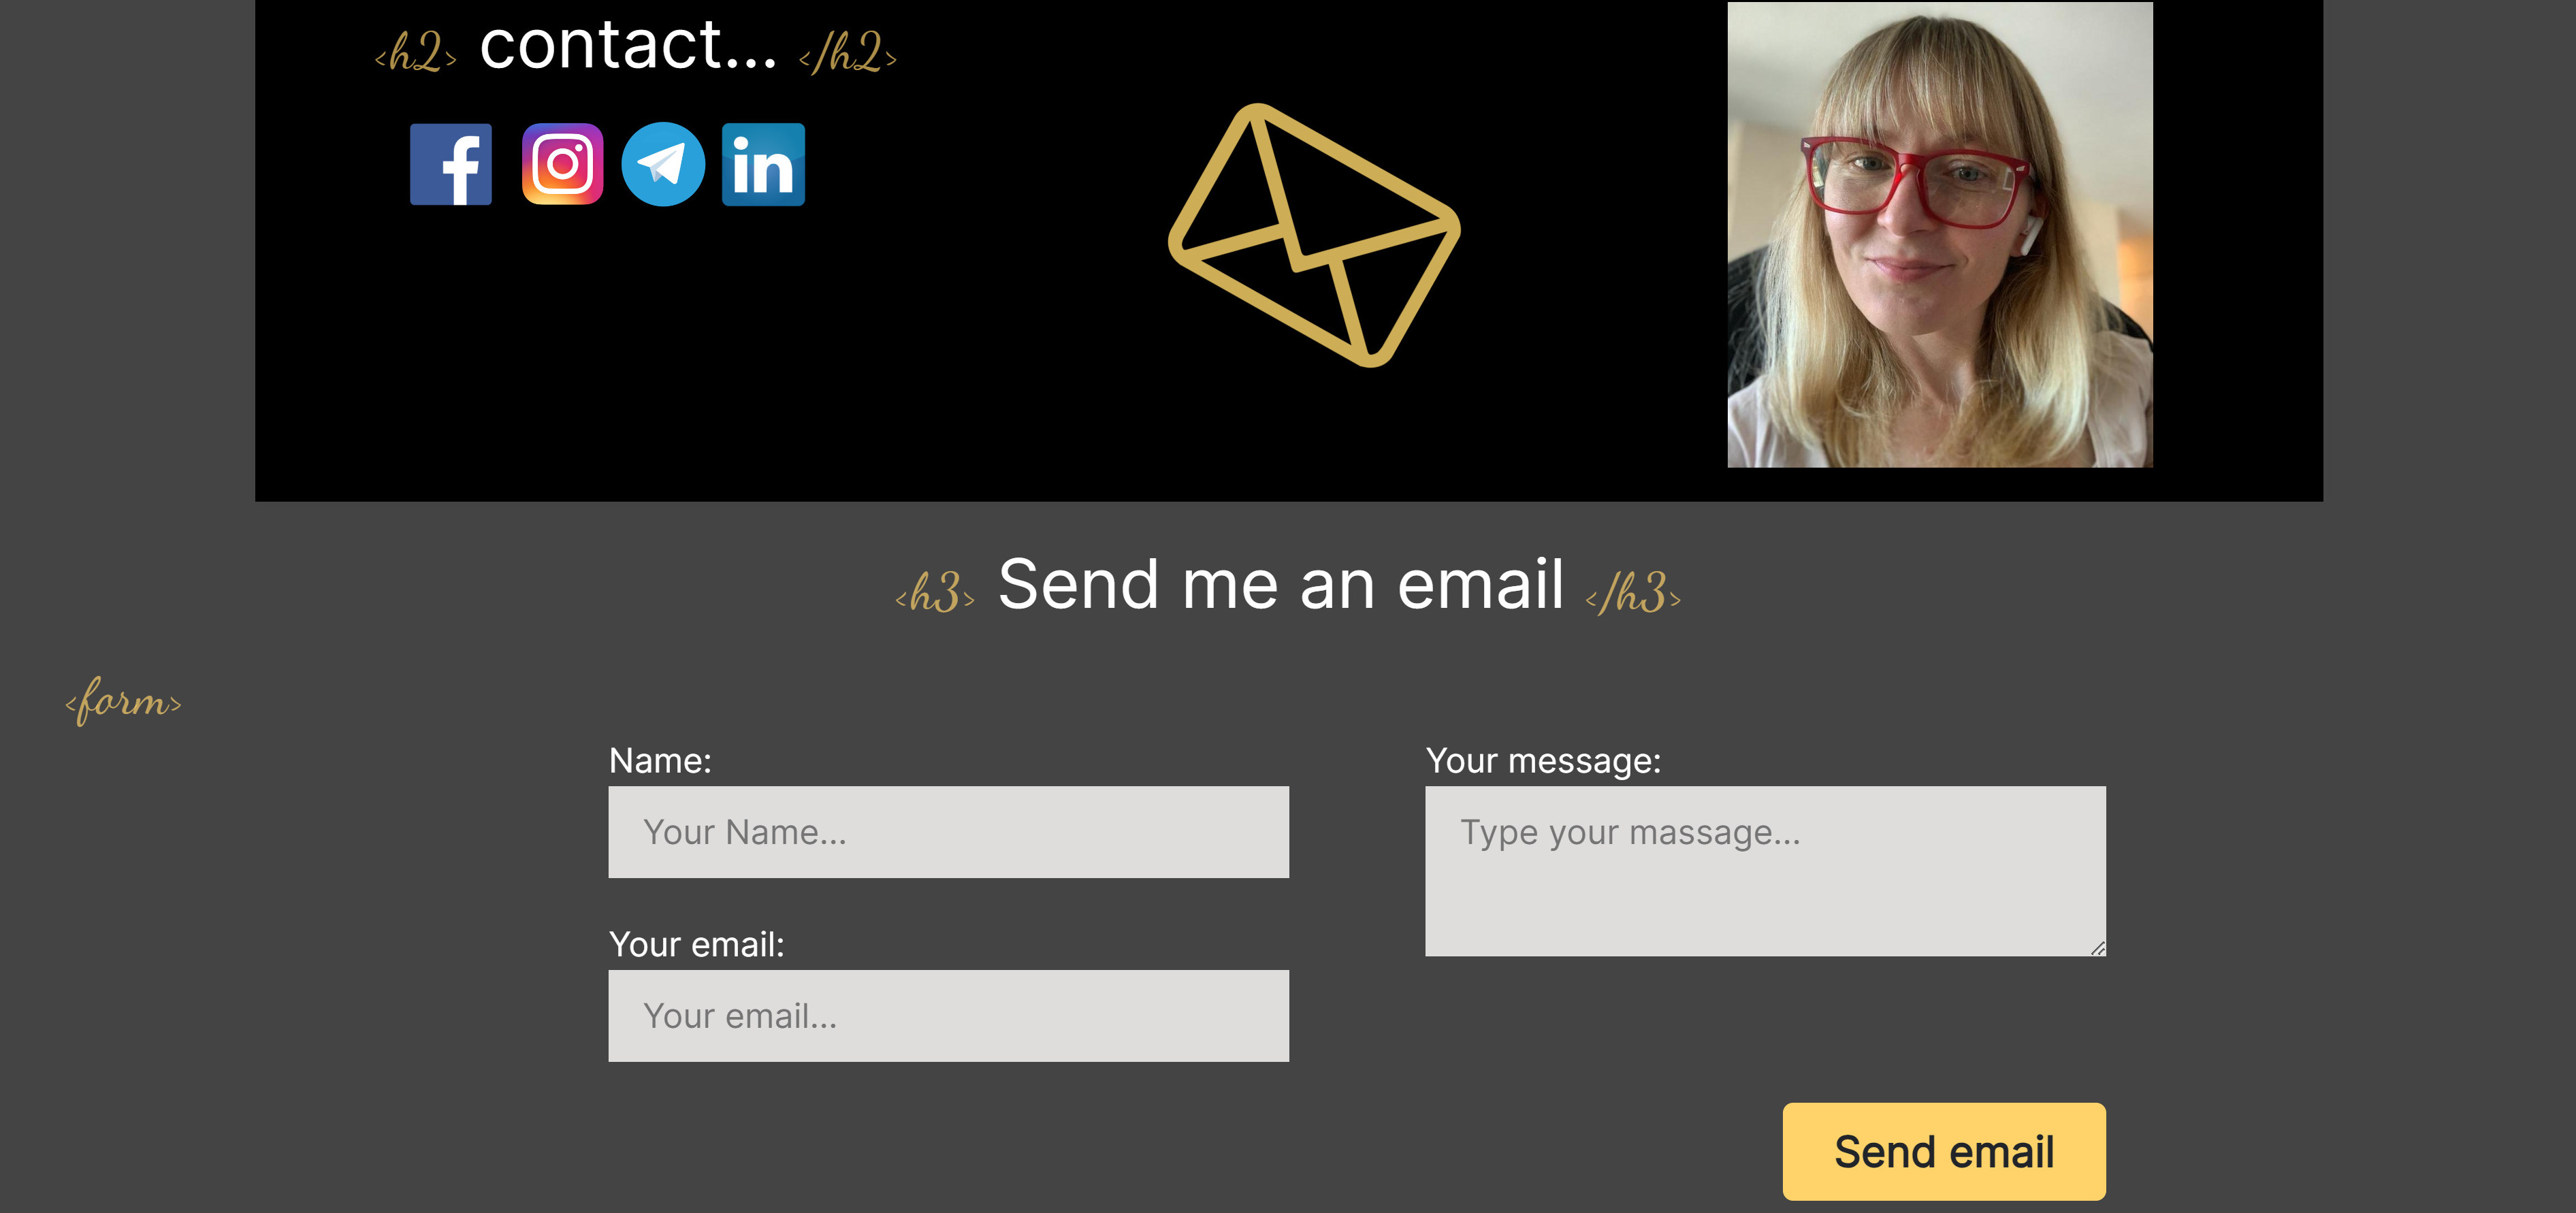 <h2> contact... </h2>
f in
<h3> Send me an email </h3>
<form>
Name:
Your Name...
Your message:
Type your massage...
Your email:
Your email...
Send email